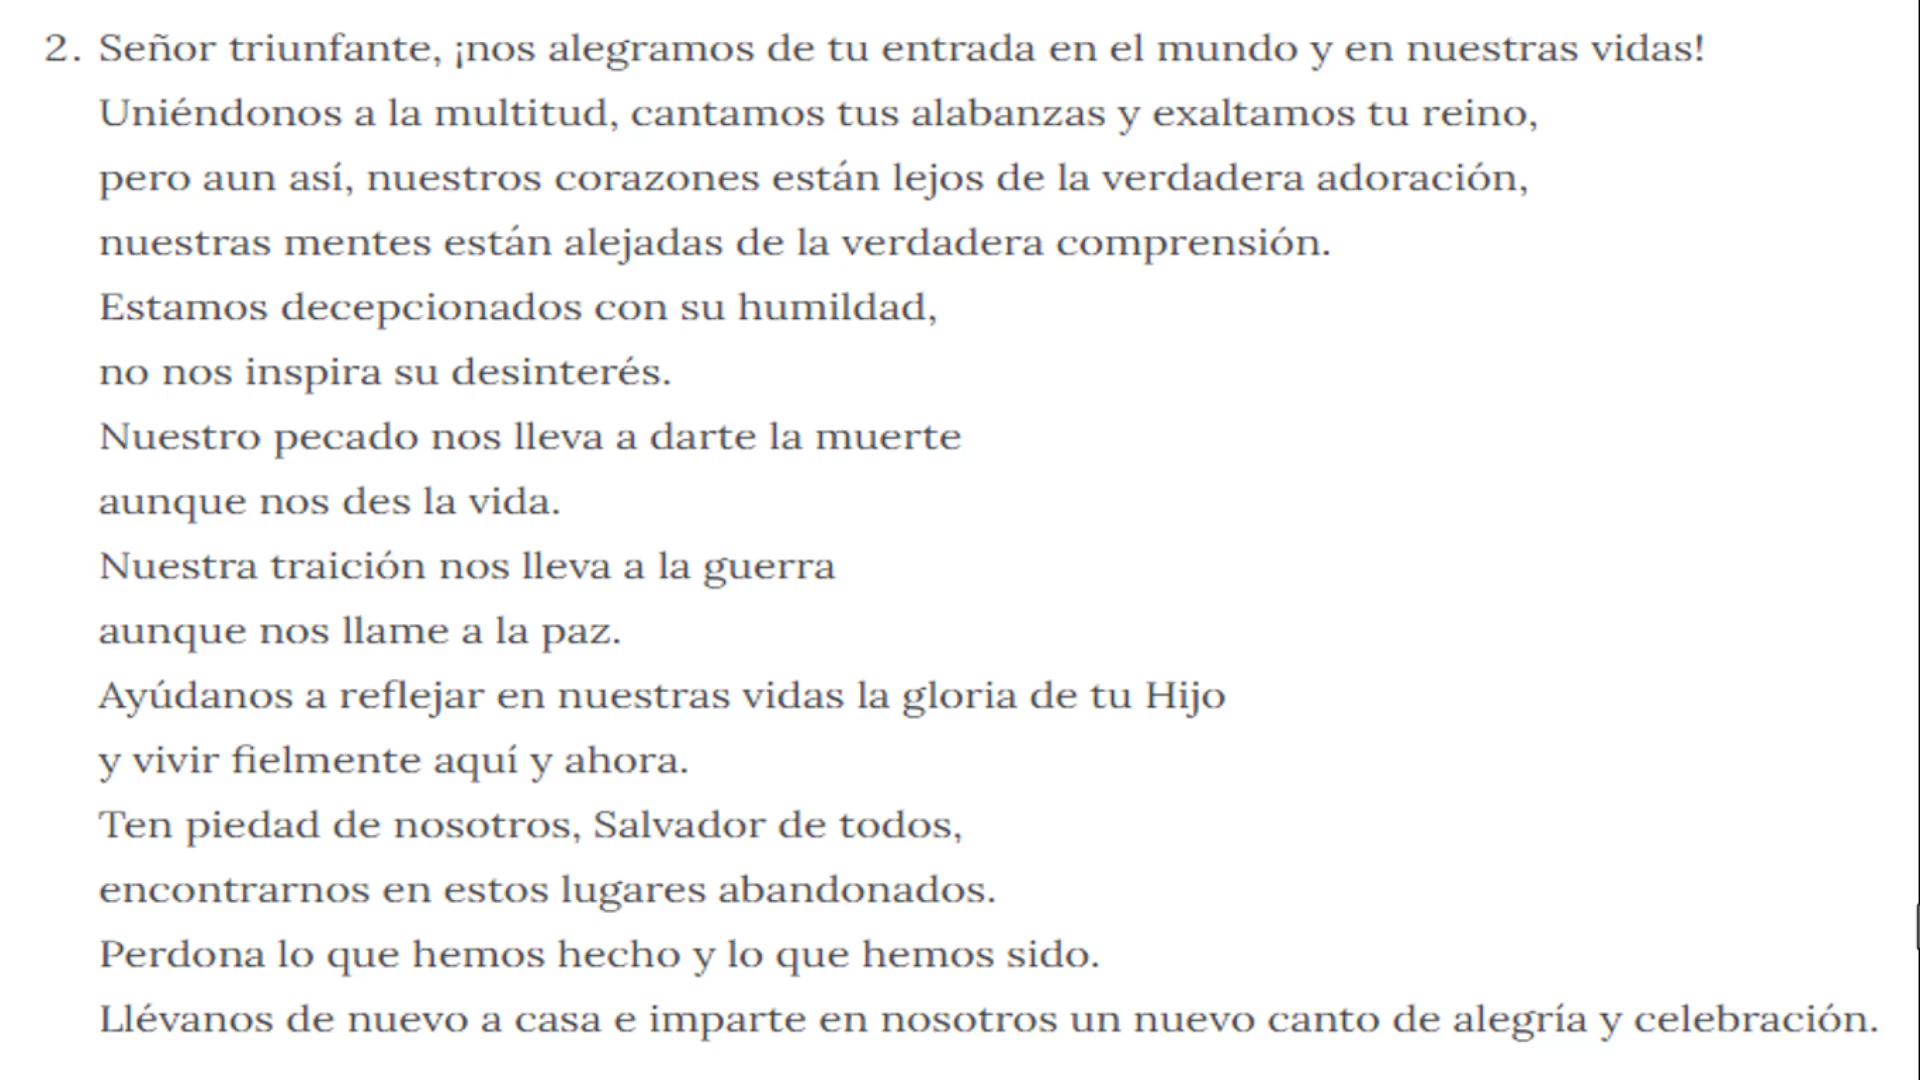 2. Señor triunfante, ¡nos alegramos de tu entrada en el mundo y en nuestras vidas!
Uniéndonos a la multitud, cantamos tus alabanzas y exaltamos tu reino,
pero aun así, nuestros corazones están lejos de la verdadera adoración,
nuestras mentes están alejadas de la verdadera comprensión.
Estamos decepcionados con su humildad,
no nos inspira su desinterés.
Nuestro pecado nos lleva a darte la muerte
aunque nos des la vida.
Nuestra traición nos lleva a la guerra
aunque nos llame a la paz.
Ayúdanos a reflejar en nuestras vidas la gloria de tu Hijo
y vivir fielmente aquí y ahora.
Ten piedad de nosotros, Salvador de todos,
encontrarnos en estos lugares abandonados.
Perdona lo que hemos hecho y lo que hemos sido.
Llévanos de nuevo a casa e imparte en nosotros un nuevo canto de alegría y celebración.